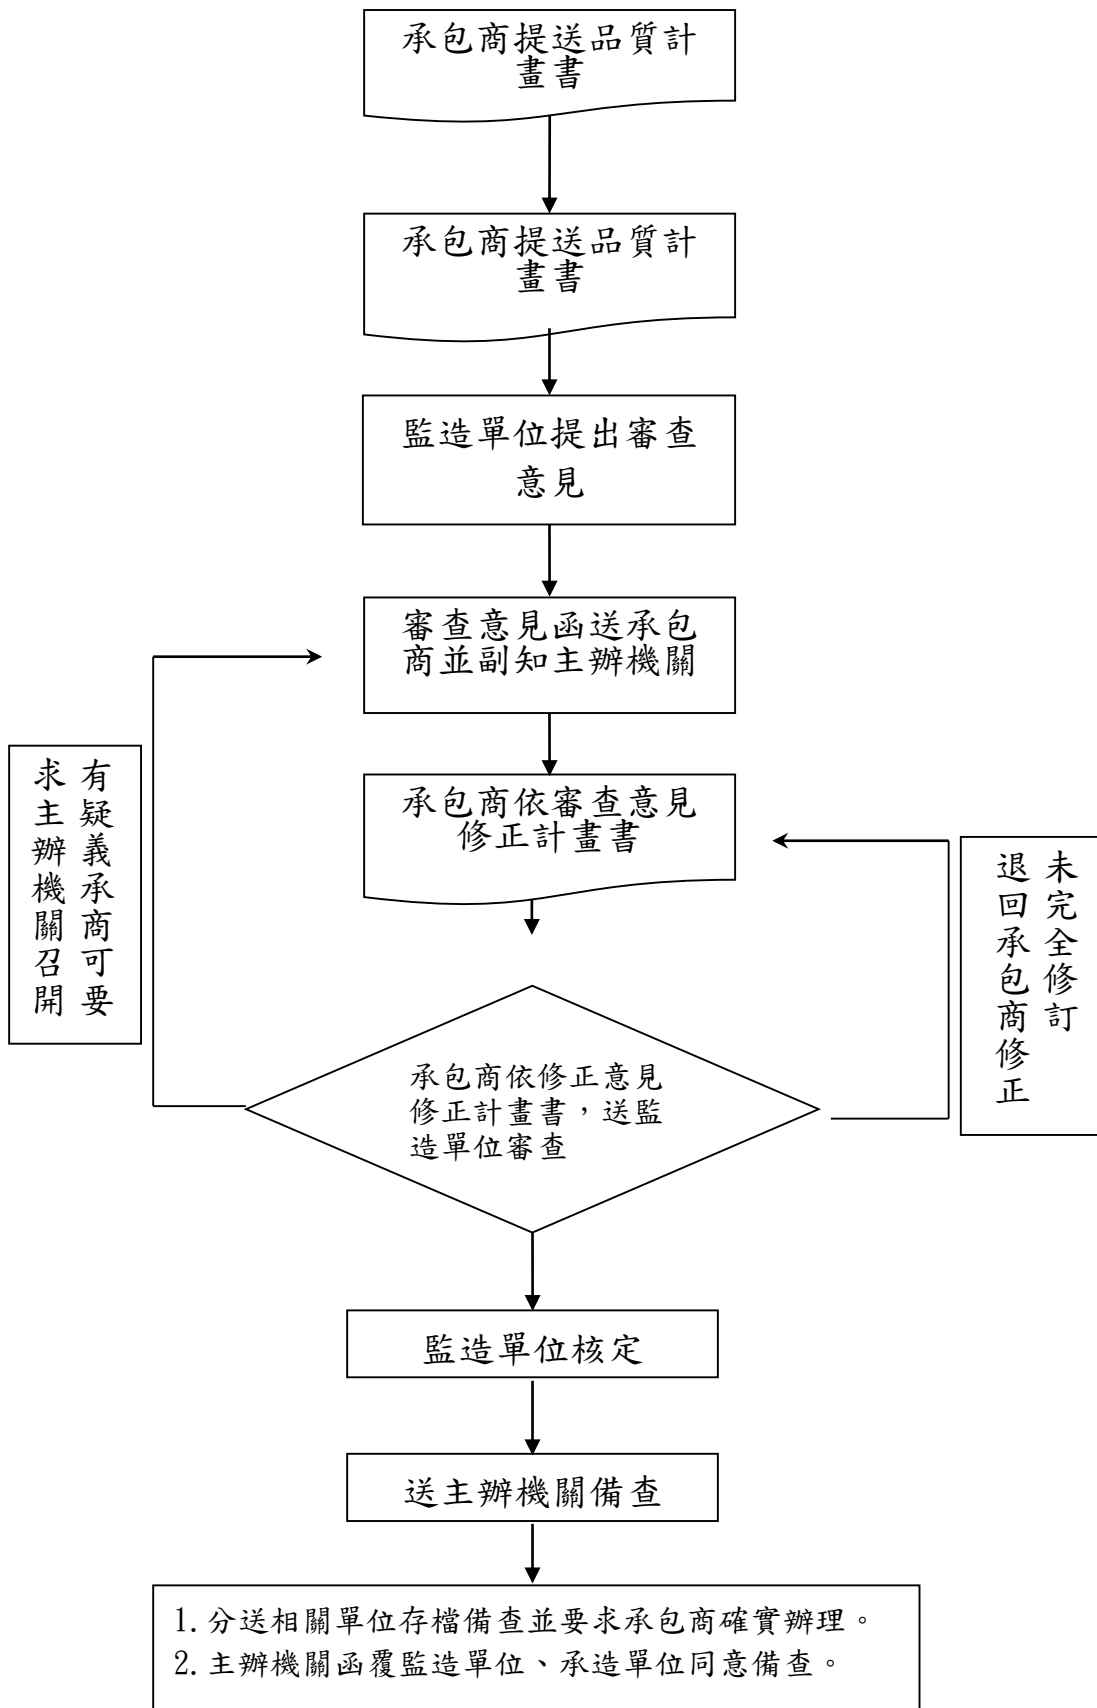 承包商提送品質計
畫書
承包商提送品質計
畫書
監造單位提出審查
意見
審查意見函送承包
商並副知主辦機關
有疑義承商可要
求主辦機關召開
承包商依審查意見
修正計畫書
未完全修訂
退回承包商修正
承包商依修正意見
修正計畫書，送監
造單位審查
監造單位核定
送主辦機關備查
1.分送相關單位存檔備查並要求承包商確實辦理。
2.主辦機關函覆監造單位、承造單位同意備查。